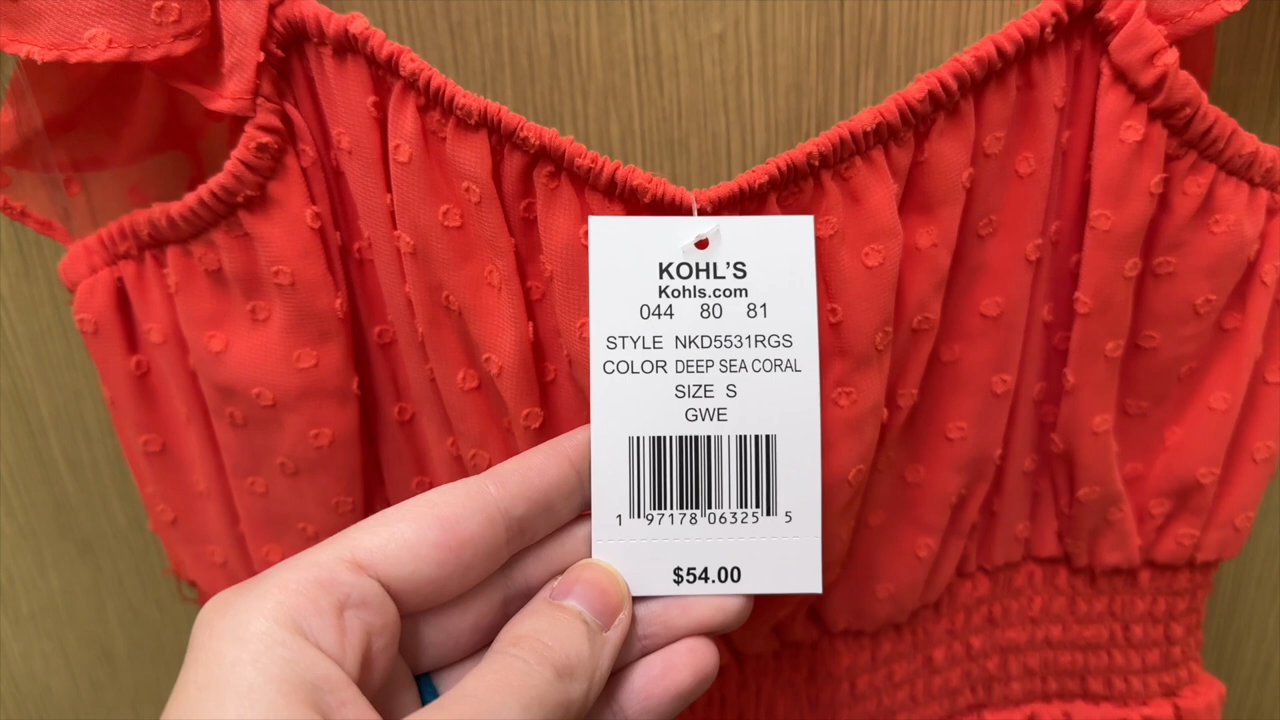 KOHL'S
Kohls.com
044 80 81
STYLE NKD5531RGS
COLOR DEEP SEA CORAL
SIZE S
GWE
1 97178 06325 5
$54.00